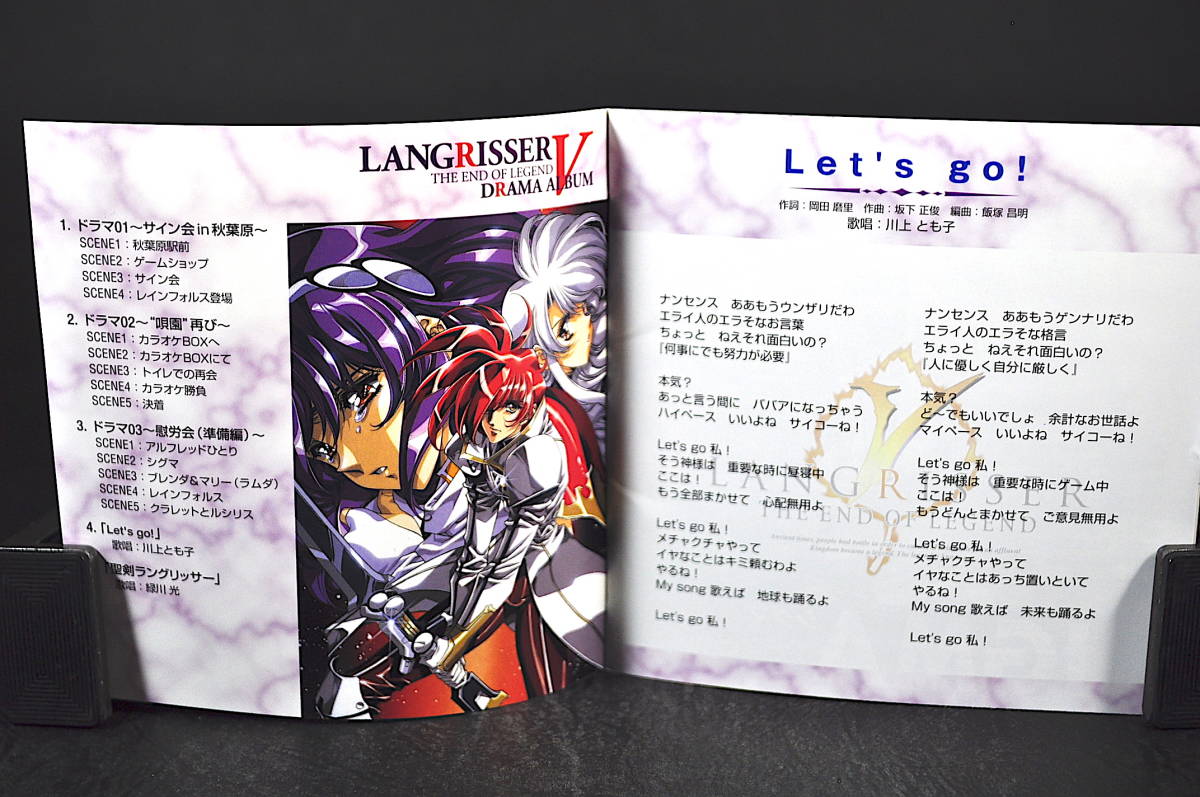 LANGRISSER V
THE END OF LEGEND
DRAMA ALBUM
1. ドラマ01〜サイン会 in 秋葉原〜
SCENE1：秋葉原駅前
SCENE2：ゲームショップ
SCENE3：サイン会
SCENE4：レインフォルス登場
2. ドラマ02〜“唄園”再び〜
SCENE1：カラオケBOXへ
SCENE2：カラオケBOXにて
SCENE3：トイレでの再会
SCENE4：カラオケ勝負
SCENE5：決着
3. ドラマ03〜慰労会（準備編）〜
SCENE1：アルフレッドひとり
SCENE2：シグマ
SCENE3：ブレンダ&マリー（ラムダ）
SCENE4：レインフォルス
SCENE5：クラレットとルシリス
4.「Let's go!」
歌唱：川上とも子
「聖剣ラングリッサー」
歌唱：緑川 光
Let's go!
作詞：岡田 磨里　作曲：坂下 正俊　編曲：飯塚 昌明
歌唱：川上 とも子
ナンセンス　ああもうウンザリだわ
エライ人のエラそなお言葉
ちょっと　ねえそれ面白いの？
「何事にでも努力が必要」
本気？
あっと言う間に　ババアになっちゃう
ハイペース　いいよね　サイコーね！
Let's go 私！
そう神様は　重要な時に昼寝中
ここは！
もう全部まかせて　心配無用よ
Let's go 私！
メチャクチャやって
イヤなことはキミ頼むわよ
やるね！
My song 歌えば　地球も踊るよ
Let's go 私！
ナンセンス　ああもうゲンナリだわ
エライ人のエラそな格言
ちょっと　ねえそれ面白いの？
「人に優しく自分に厳しく」
本気？
ど〜でもいいでしょ　余計なお世話よ
マイペース　いいよね　サイコーね！
Let's go 私！
そう神様は　重要な時にゲーム中
ここは！
もうどんとまかせて　ご意見無用よ
Let's go 私！
メチャクチャやって
イヤなことはあっち置いといて
やるね！
My song 歌えば　未来も踊るよ
Let's go 私！
V
LANGRISSER
THE END OF LEGEND